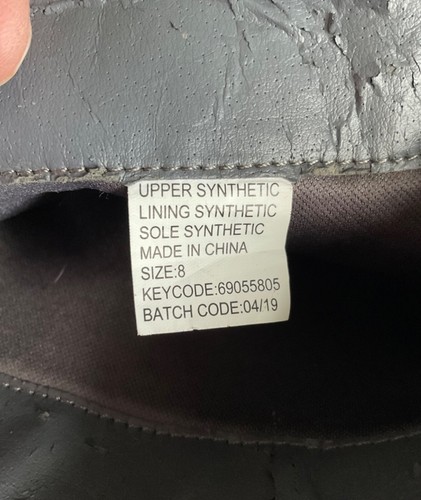 UPPER SYNTHETIC
LINING SYNTHETIC
SOLE SYNTHETIC
MADE IN CHINA
SIZE:8
KEYCODE:69055805
BATCH CODE:04/19